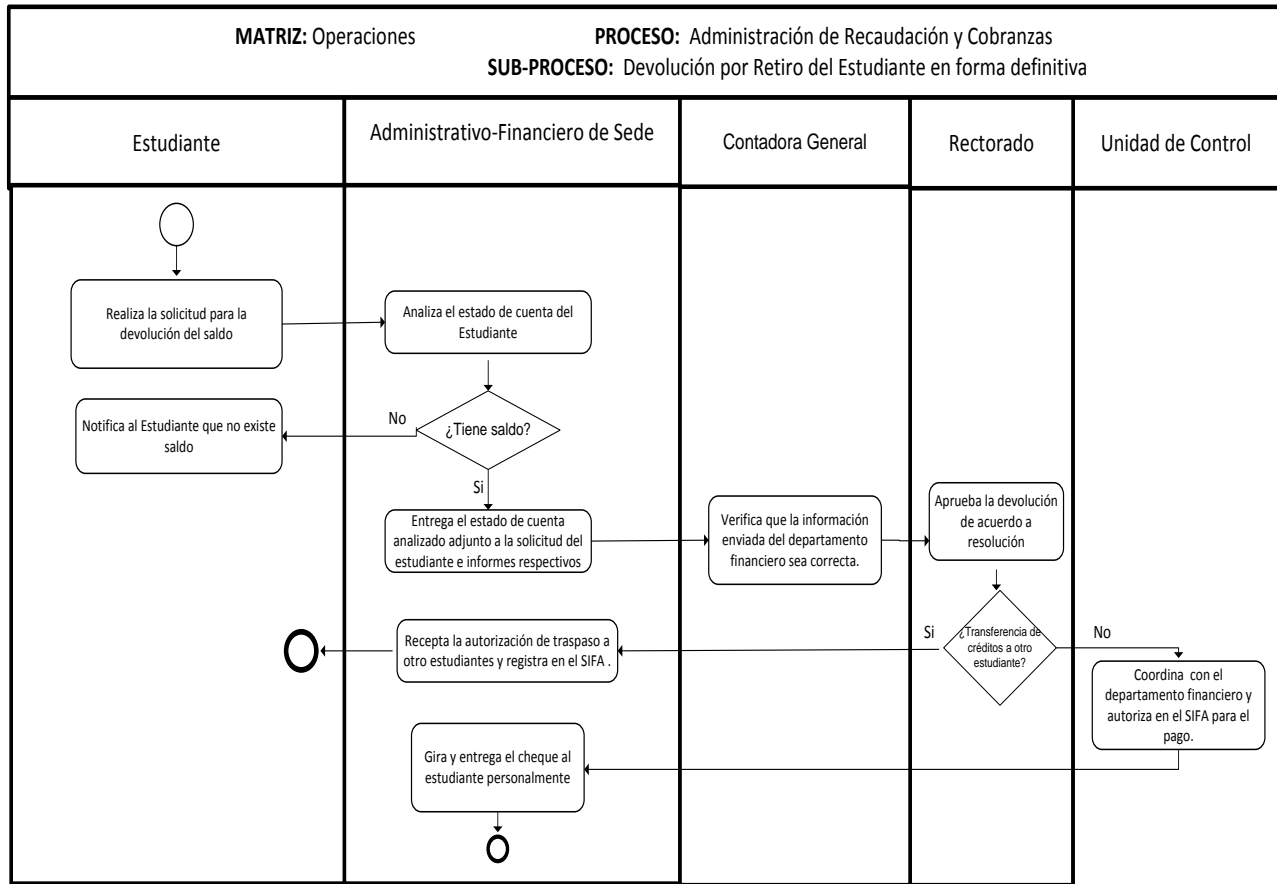 MATRIZ: Operaciones PROCESO: Administración de Recaudación y Cobranzas
SUB-PROCESO: Devolución por Retiro del Estudiante en forma definitiva
Estudiante
Administrativo-Financiero de Sede
Contadora General
Rectorado
Unidad de Control
Realiza la solicitud para la
devolución del saldo
Analiza el estado de cuenta del
Estudiante
Notifica al Estudiante que no existe
saldo
No
¿Tiene saldo?
Si
Entrega el estado de cuenta
analizado adjunto a la solicitud del
estudiante e informes respectivos
Verifica que la información
enviada del departamento
financiero sea correcta.
Aprueba la devolución
de acuerdo a
resolución
Si
¿Transferencia de
créditos a otro
estudiante?
No
Recepta la autorización de traspaso a
otro estudiantes y registra en el SIFA .
Coordina con el
departamento financiero y
autoriza en el SIFA para el
pago.
Gira y entrega el cheque al
estudiante personalmente